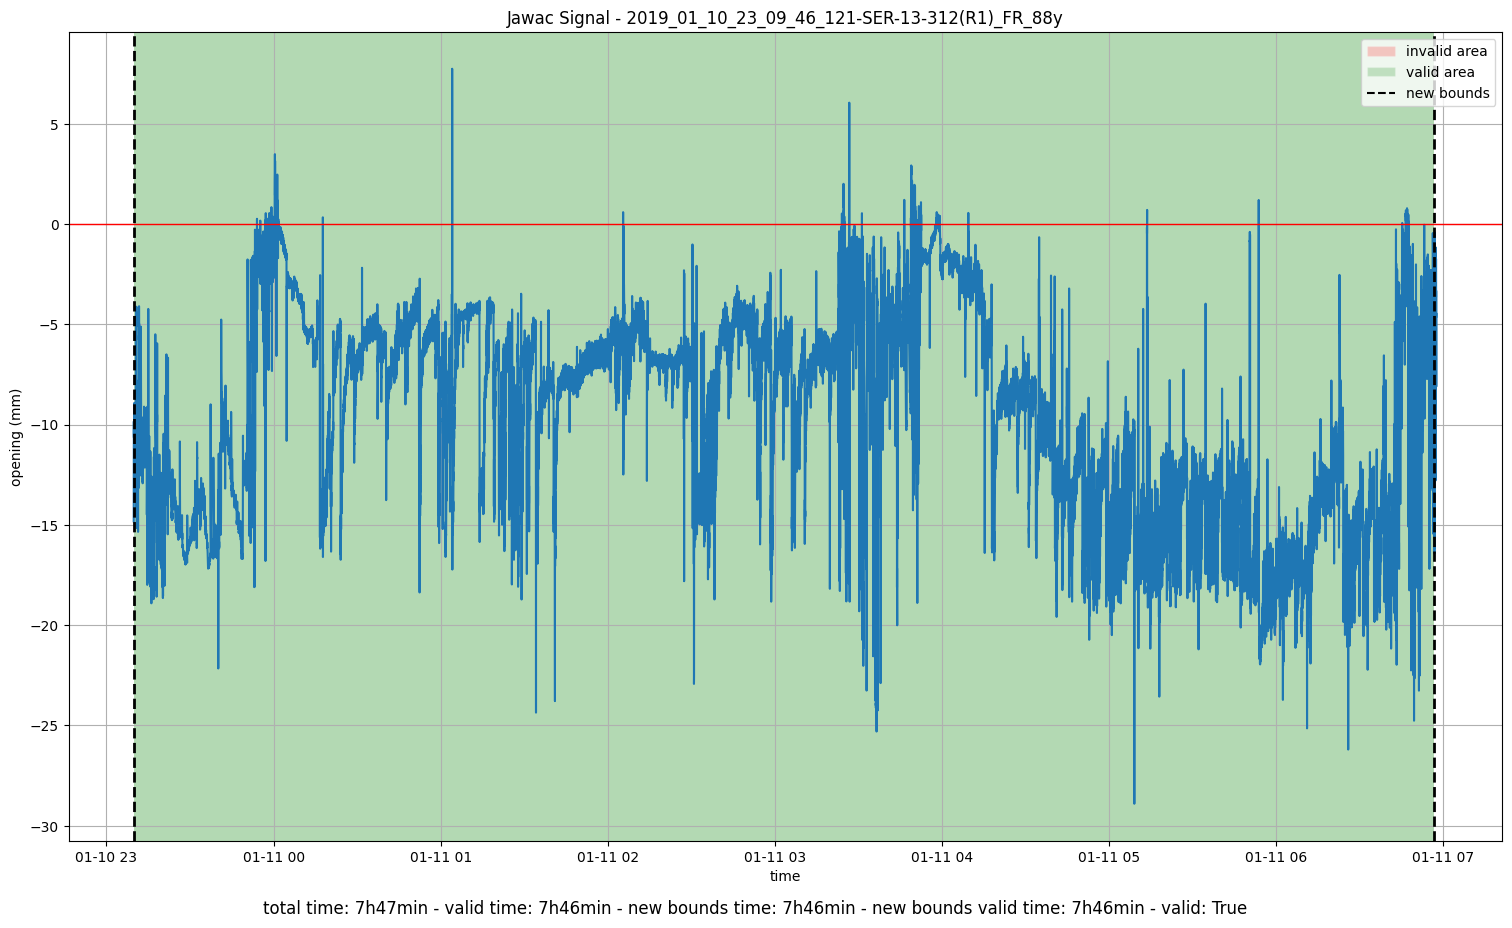 Jawac Signal - 2019_01_10_23_09_46_121-SER-13-312(R1)_FR_88y
invalid area
valid area
new bounds
5
0
−5
−10
−15
−20
−25
−30
opening (mm)
01-10 23
01-11 00
01-11 01
01-11 02
01-11 03
01-11 04
01-11 05
01-11 06
01-11 07
time
total time: 7h47min - valid time: 7h46min - new bounds time: 7h46min - new bounds valid time: 7h46min - valid: True